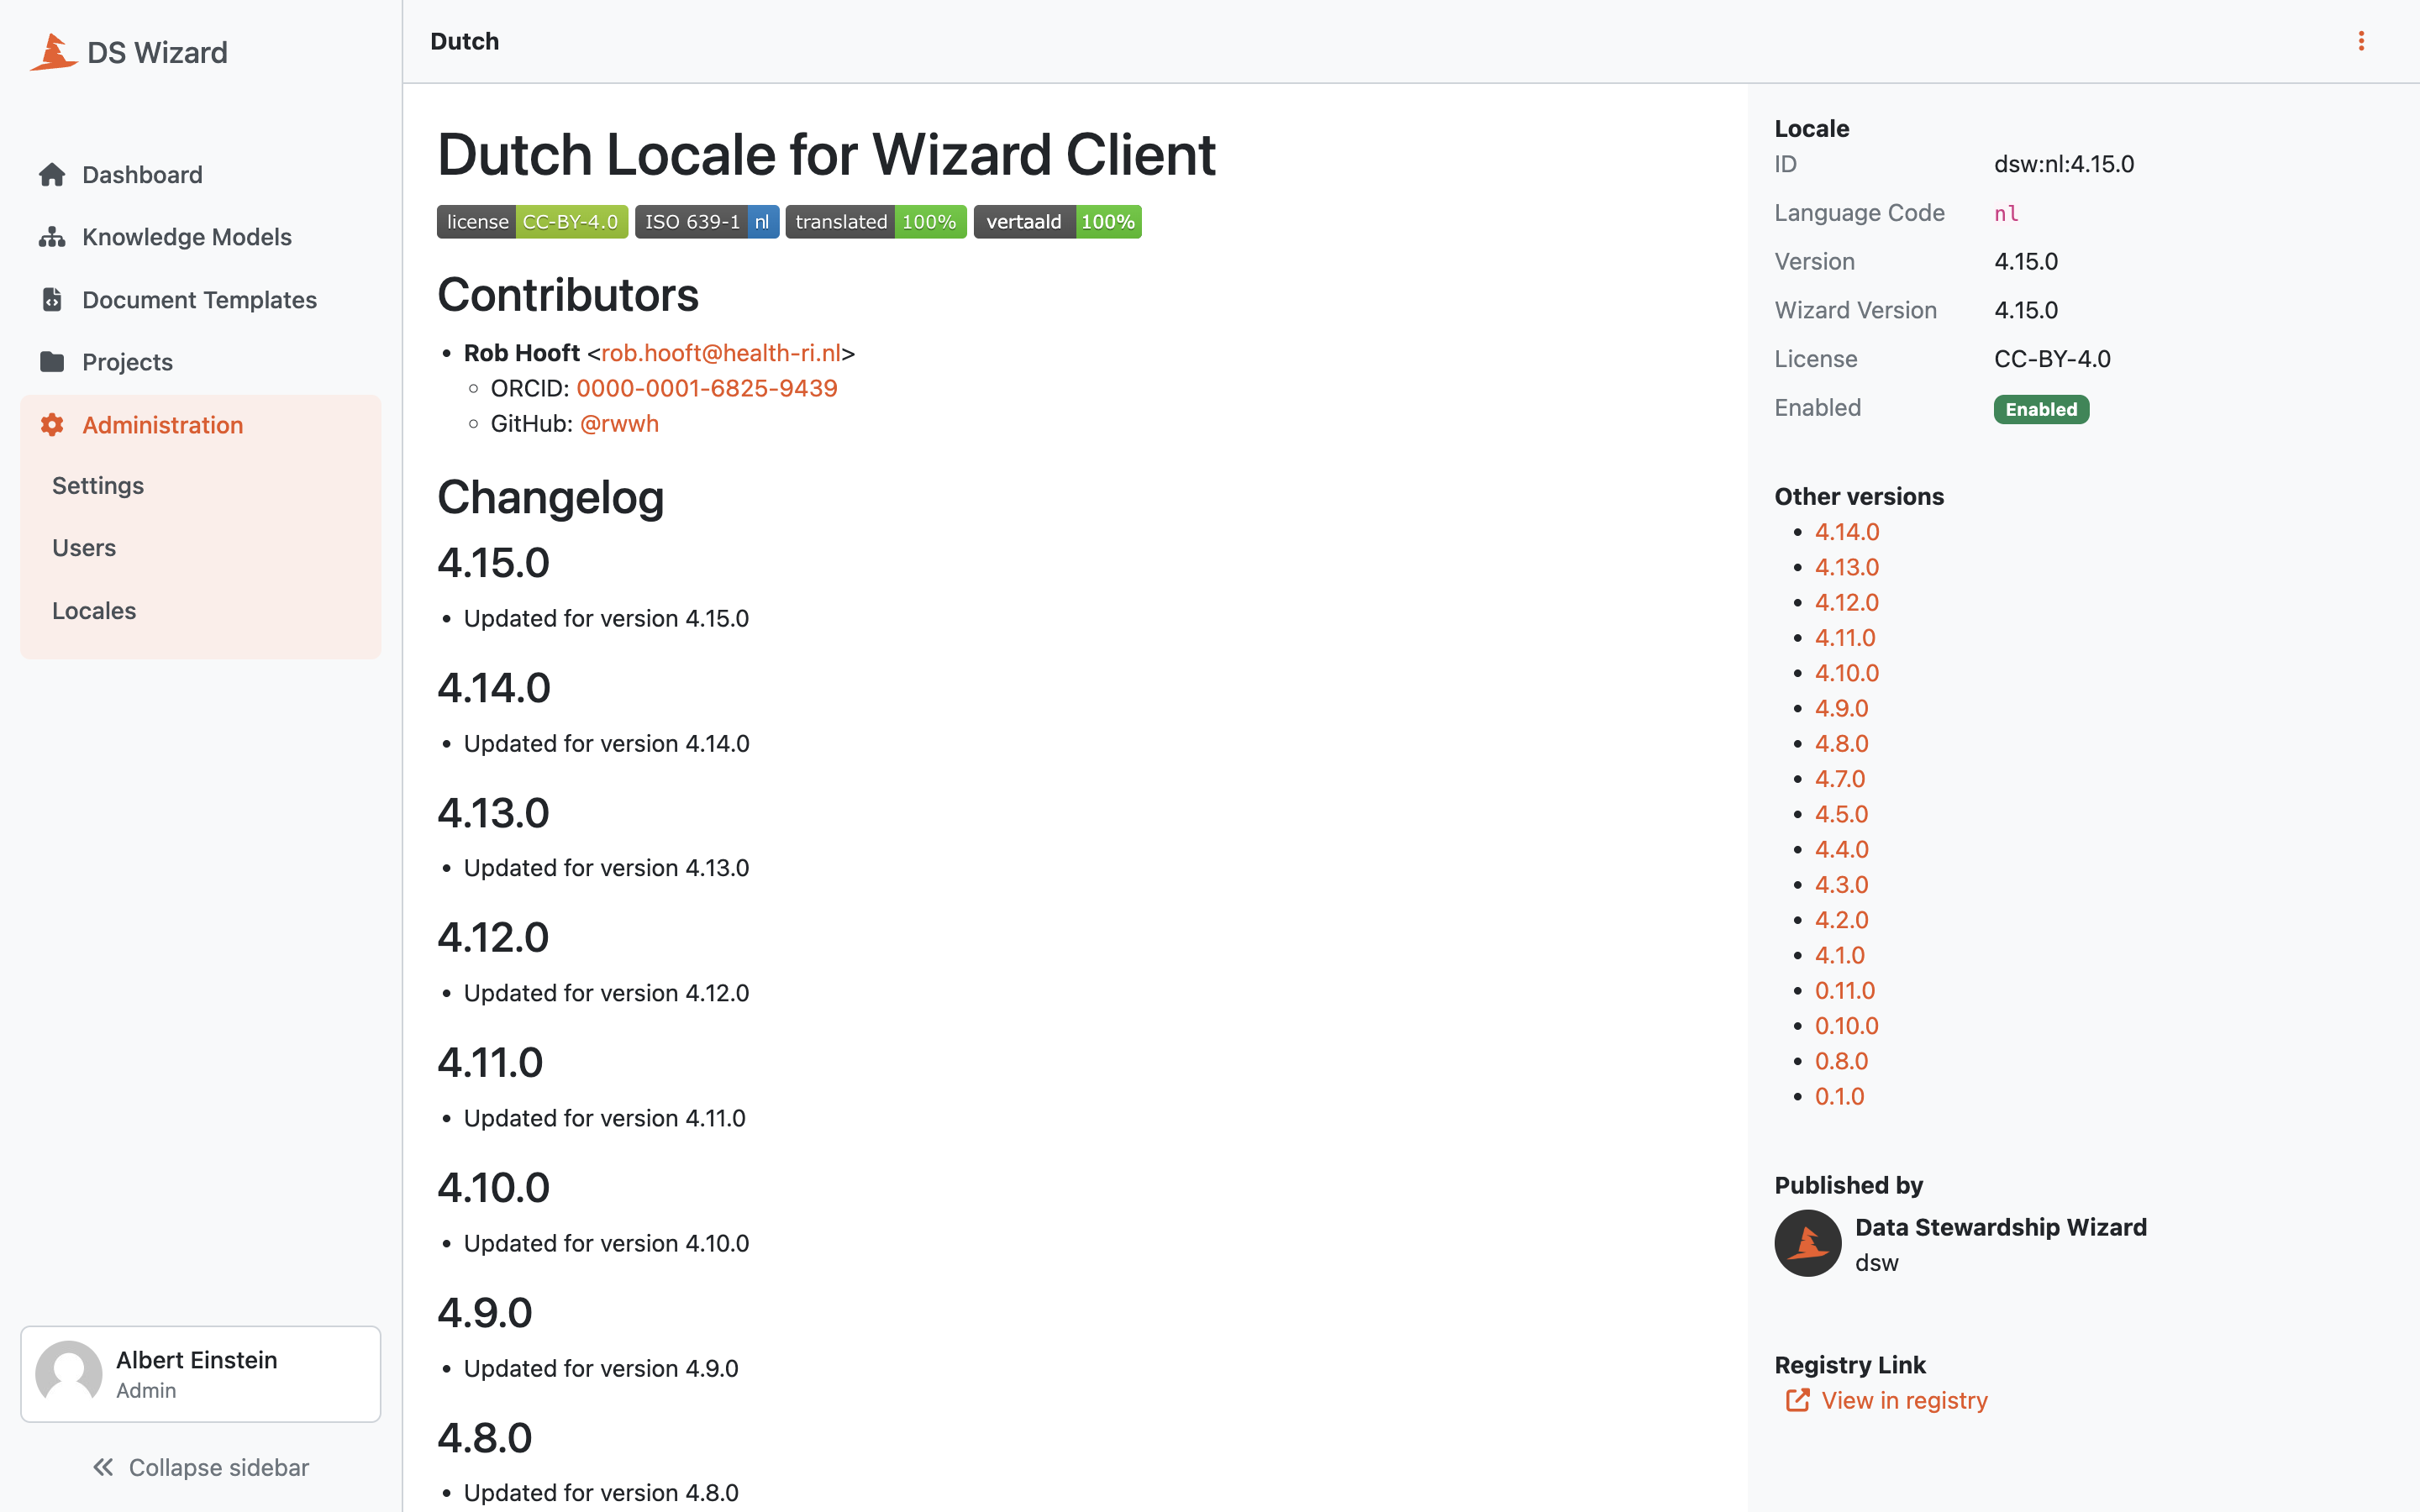 DS Wizard
Dashboard
Knowledge Models
Document Templates
Projects
Administration
Settings
Users
Locales
Albert Einstein
Admin
Collapse sidebar
Dutch
Dutch Locale for Wizard Client
license CC-BY-4.0 ISO 639-1 nl translated 100% vertaald 100%
Contributors
Rob Hooft <rob.hooft@health-ri.nl>
ORCID: 0000-0001-6825-9439
GitHub: @rwwh
Changelog
4.15.0
Updated for version 4.15.0
4.14.0
Updated for version 4.14.0
4.13.0
Updated for version 4.13.0
4.12.0
Updated for version 4.12.0
4.11.0
Updated for version 4.11.0
4.10.0
Updated for version 4.10.0
4.9.0
Updated for version 4.9.0
4.8.0
Updated for version 4.8.0
Locale
ID dsw:nl:4.15.0
Language Code nl
Version 4.15.0
Wizard Version 4.15.0
License CC-BY-4.0
Enabled Enabled
Other versions
4.14.0
4.13.0
4.12.0
4.11.0
4.10.0
4.9.0
4.8.0
4.7.0
4.5.0
4.4.0
4.3.0
4.2.0
4.1.0
0.11.0
0.10.0
0.8.0
0.1.0
Published by
Data Stewardship Wizard
dsw
Registry Link
View in registry